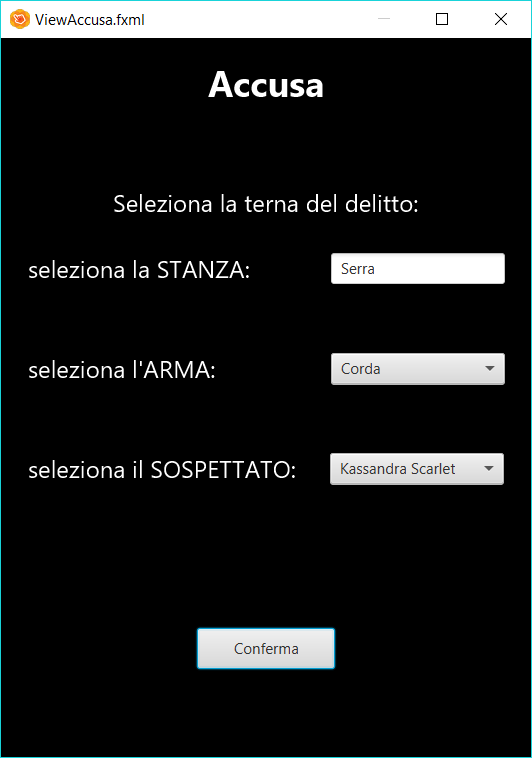 ViewAccusa.fxml
Accusa
Seleziona la terna del delitto:
seleziona la STANZA: Serra
seleziona l'ARMA: Corda
seleziona il SOSPETTATO: Kassandra Scarlet
Conferma